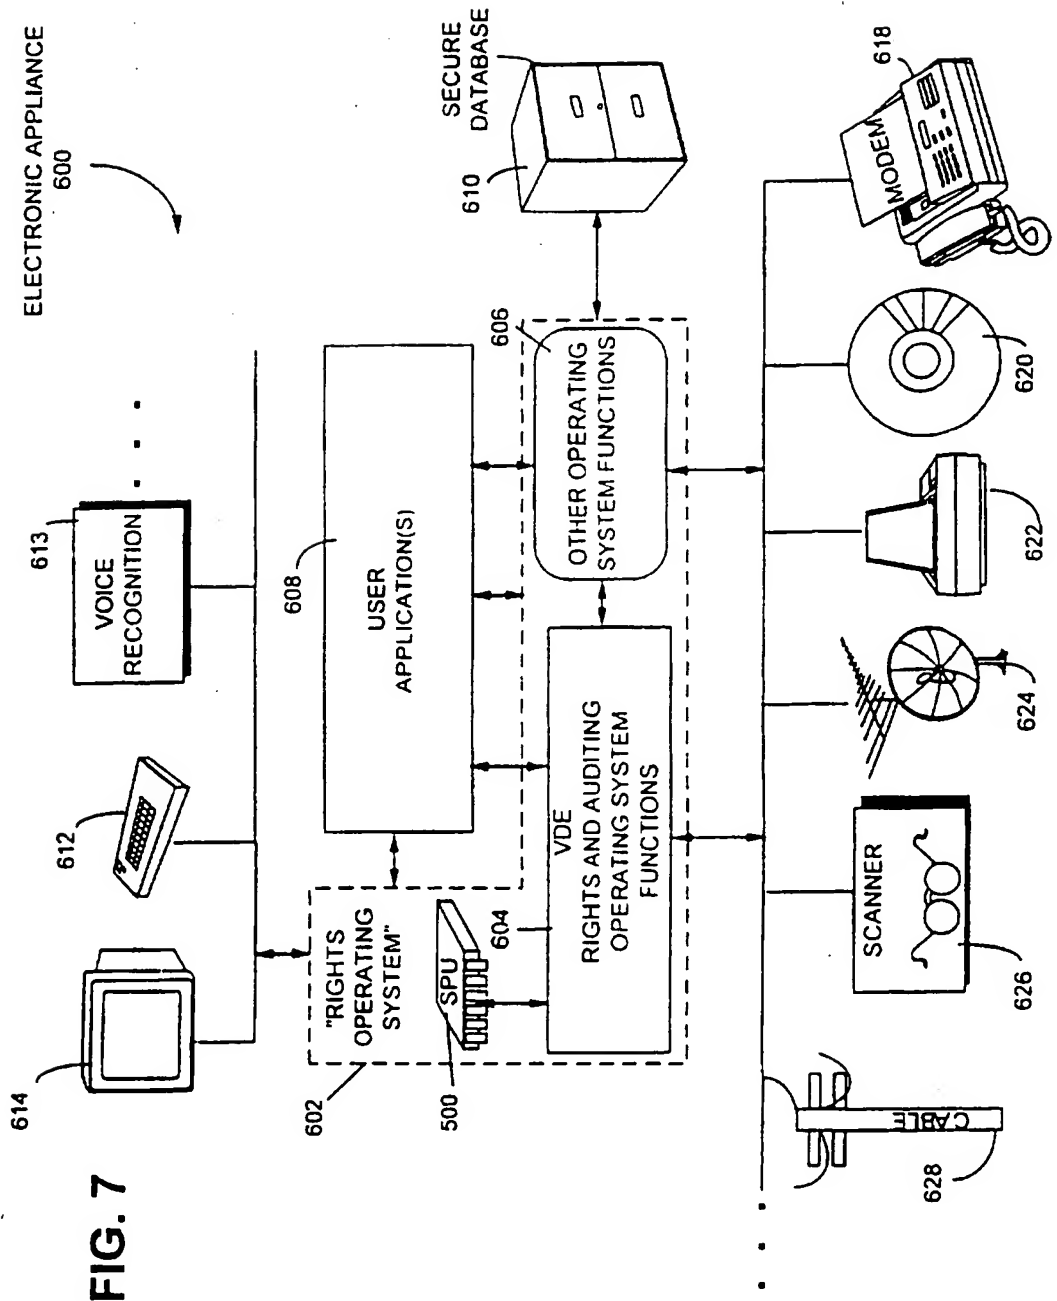 FIG. 7
ELECTRONIC APPLIANCE
600
614
612
613
VOICE
RECOGNITION
602
"RIGHTS
OPERATING
SYSTEM"
608
USER
APPLICATION(S)
610
SECURE
DATABASE
500
SPU
604
VDE
RIGHTS AND AUDITING
OPERATING SYSTEM
FUNCTIONS
606
OTHER OPERATING
SYSTEM FUNCTIONS
628
CABLE
SCANNER
626
624
622
620
MODEM
618